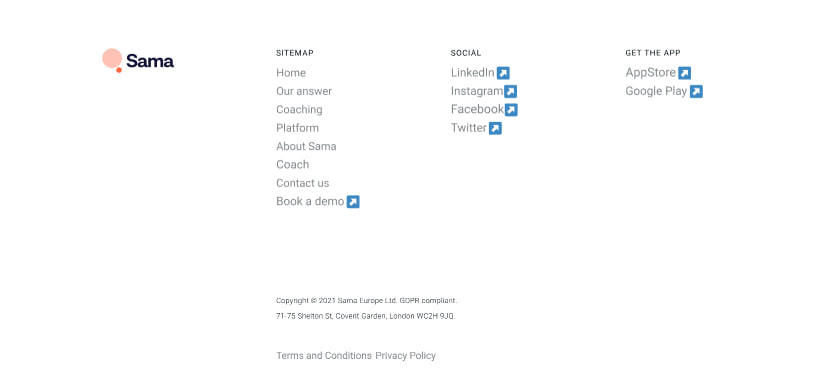 Sama
SITEMAP
Home
Our answer
Coaching
Platform
About Sama
Coach
Contact us
Book a demo
SOCIAL
LinkedIn
Instagram
Facebook
Twitter
GET THE APP
AppStore
Google Play
Copyright © 2021 Sama Europe Ltd. GDPR compliant.
71-75 Shelton St, Covent Garden, London WC2H 9JQ.
Terms and Conditions Privacy Policy